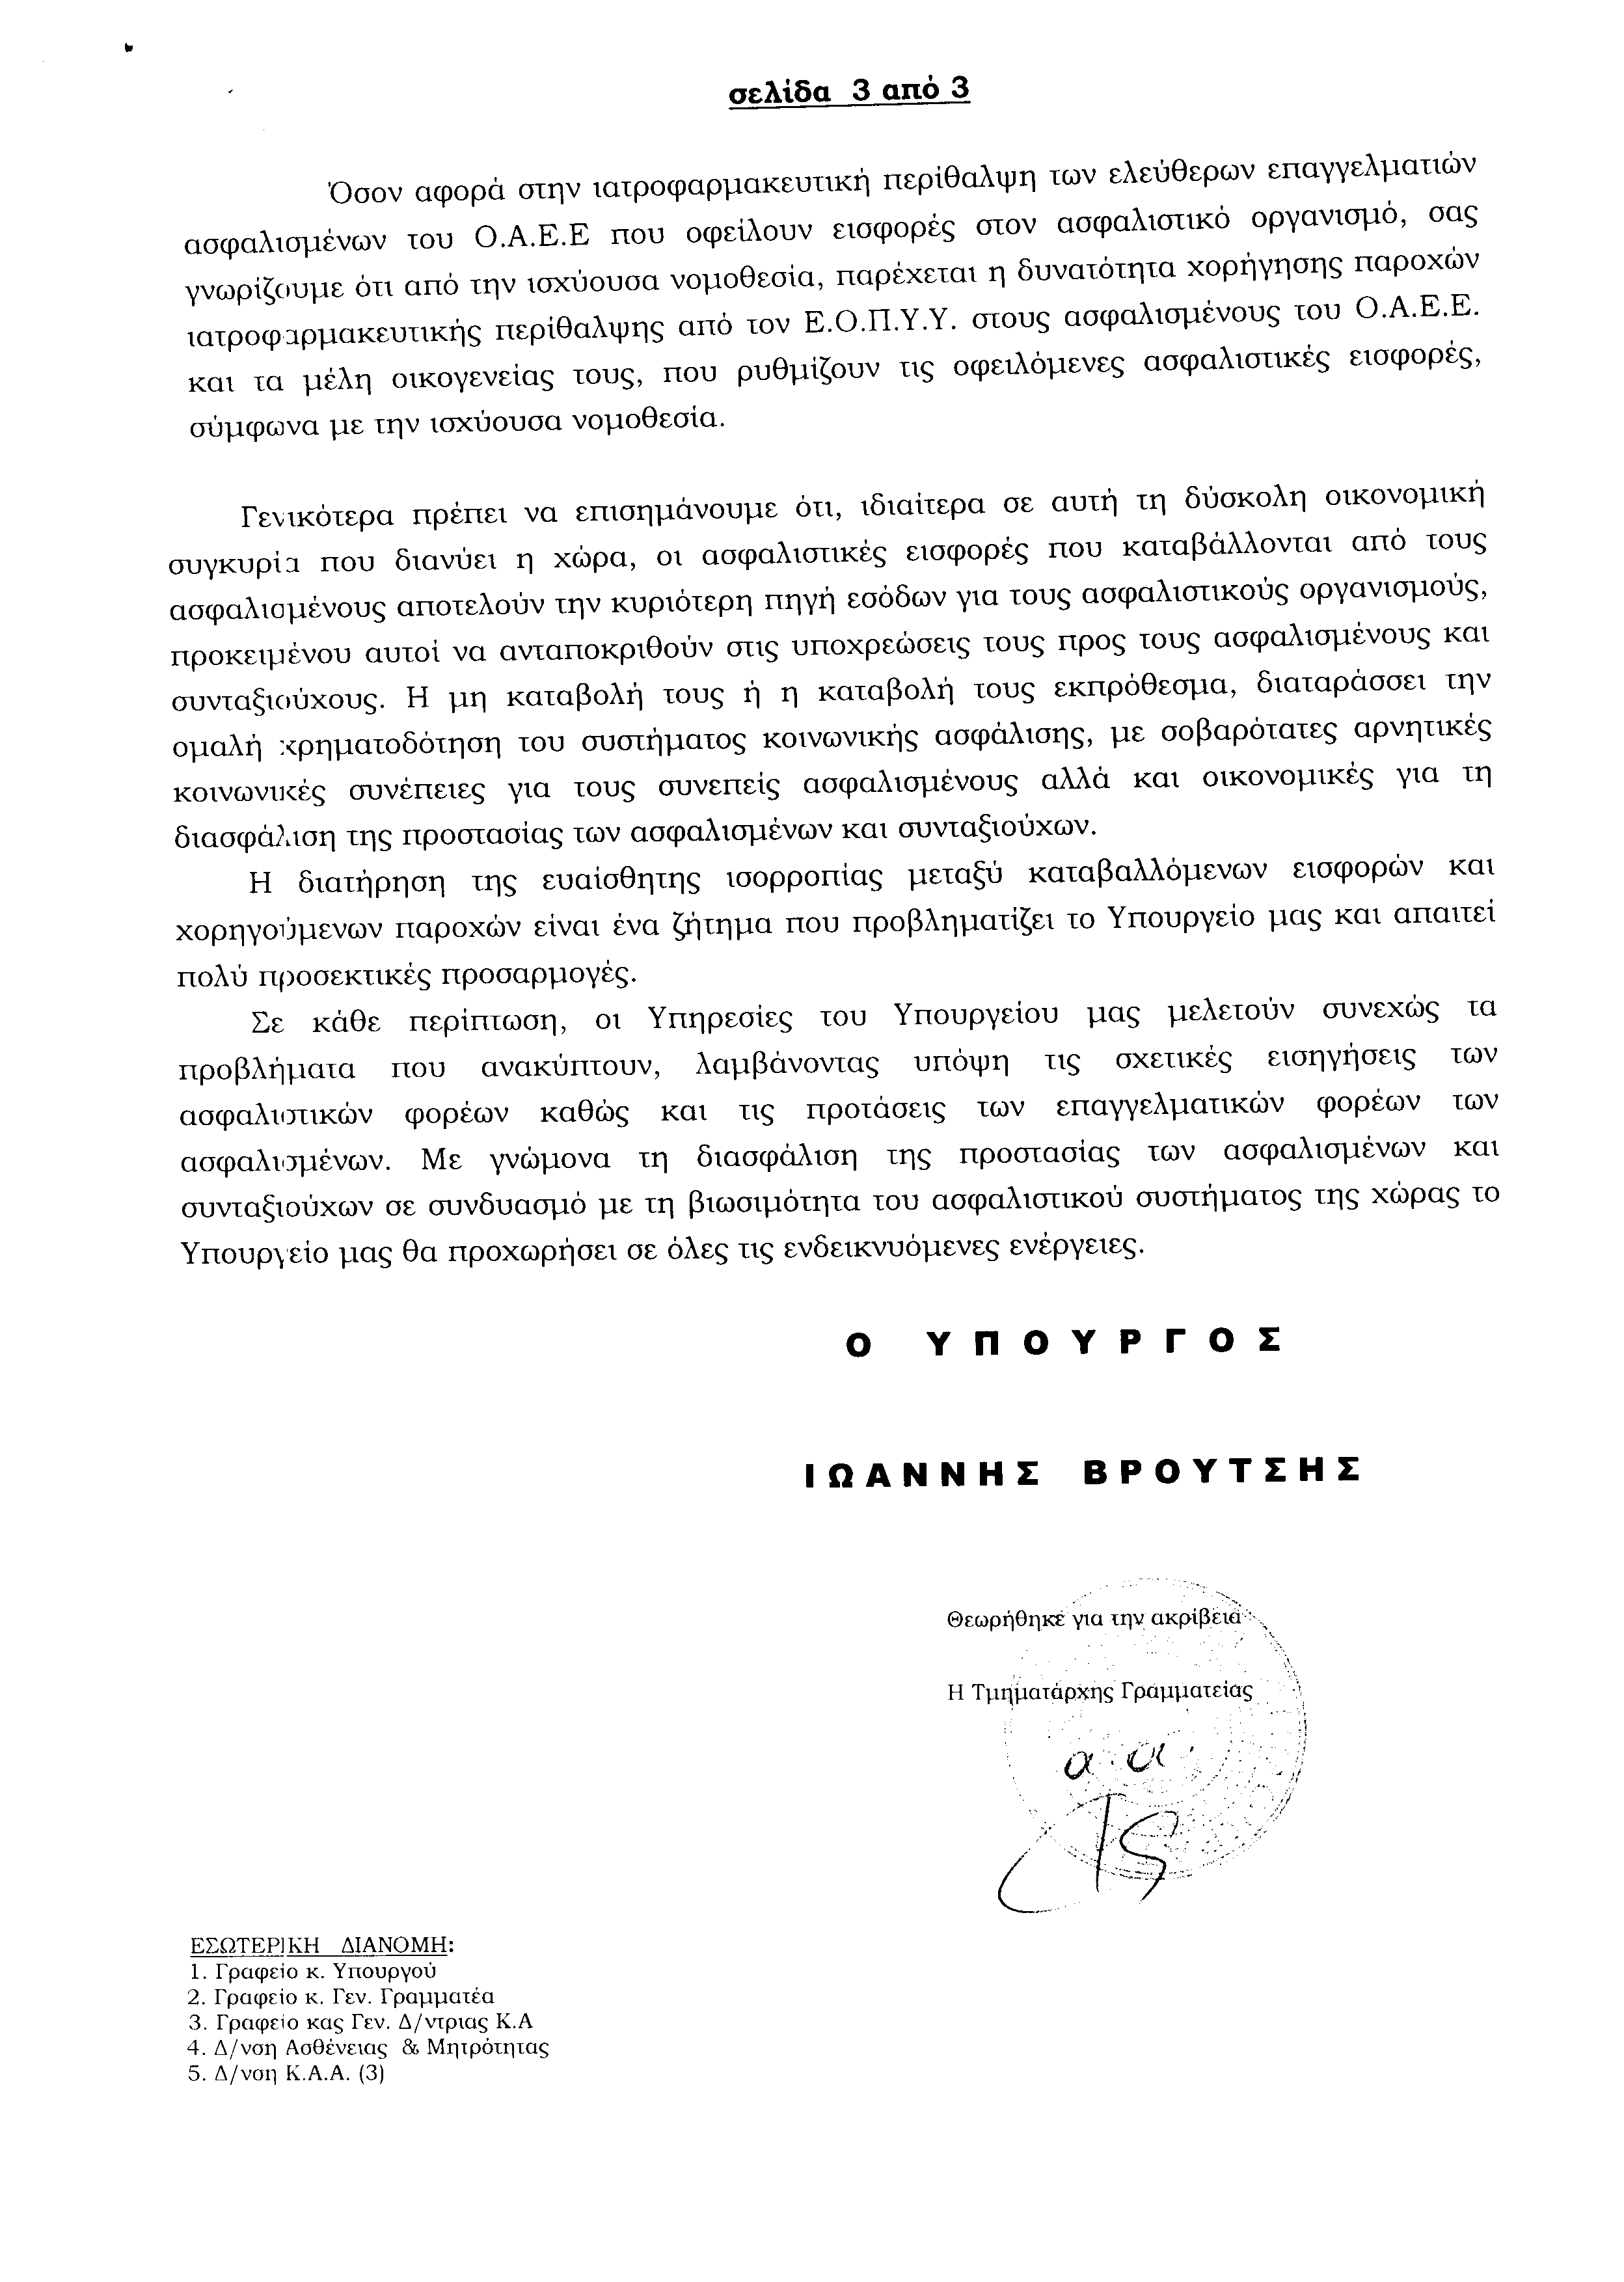 σελίδα 3 από 3
Όσον αφορά στην ιατροφαρμακευτική περίθαλψη των ελεύθερων επαγγελματιών
ασφαλισμένων του Ο.Α.Ε.Ε που οφείλουν εισφορές στον ασφαλιστικό οργανισμό, σας
γνωρίζουμε ότι από την ισχύουσα νομοθεσία, παρέχεται η δυνατότητα χορήγησης παροχών
ιατροφαρμακευτικής περίθαλψης από τον Ε.Ο.Π.Υ.Υ. στους ασφαλισμένους του Ο.Α.Ε.Ε.
και τα μέλη οικογενείας τους, που ρυθμίζουν τις οφειλόμενες ασφαλιστικές εισφορές,
σύμφωνα με την ισχύουσα νομοθεσία.
Γενικότερα πρέπει να επισημάνουμε ότι, ιδιαίτερα σε αυτή τη δύσκολη οικονομική
συγκυρία που διανύει η χώρα, οι ασφαλιστικές εισφορές που καταβάλλονται από τους
ασφαλισμένους αποτελούν την κυριότερη πηγή εσόδων για τους ασφαλιστικούς οργανισμούς,
προκειμένου αυτοί να ανταποκριθούν στις υποχρεώσεις τους προς τους ασφαλισμένους και
συνταξιούχους. Η μη καταβολή τους ή η καταβολή τους εκπρόθεσμα, διαταράσσει την
ομαλή χρηματοδότηση του συστήματος κοινωνικής ασφάλισης, με σοβαρότατες αρνητικές
κοινωνικές συνέπειες για τους συνεπείς ασφαλισμένους αλλά και οικονομικές για τη
διασφάλιση της προστασίας των ασφαλισμένων και συνταξιούχων.
Η διατήρηση της ευαίσθητης ισορροπίας μεταξύ καταβαλλόμενων εισφορών και
χορηγούμενων παροχών είναι ένα ζήτημα που προβληματίζει το Υπουργείο μας και απαιτεί
πολύ προσεκτικές προσαρμογές.
Σε κάθε περίπτωση, οι Υπηρεσίες του Υπουργείου μας μελετούν συνεχώς τα
προβλήματα που ανακύπτουν, λαμβάνοντας υπόψη τις σχετικές εισηγήσεις των
ασφαλιστικών φορέων καθώς και τις προτάσεις των επαγγελματικών φορέων των
ασφαλισμένων. Με γνώμονα τη διασφάλιση της προστασίας των ασφαλισμένων και
συνταξιούχων σε συνδυασμό με τη βιωσιμότητα του ασφαλιστικού συστήματος της χώρας το
Υπουργείο μας θα προχωρήσει σε όλες τις ενδεικνυόμενες ενέργειες.
Ο ΥΠΟΥΡΓΟΣ
ΙΩΑΝΝΗΣ ΒΡΟΥΤΣΗΣ
Θεωρήθηκε για την ακρίβεια
Η Τμηματάρχης Γραμματείας
α.α.
ΕΣΩΤΕΡΙΚΗ ΔΙΑΝΟΜΗ:
1. Γραφείο κ. Υπουργού
2. Γραφείο κ. Γεν. Γραμματέα
3. Γραφείο κας Γεν. Δ/ντριας Κ.Α
4. Δ/νση Ασθένειας & Μητρότητας
5. Δ/νση Κ.Α.Α. (3)